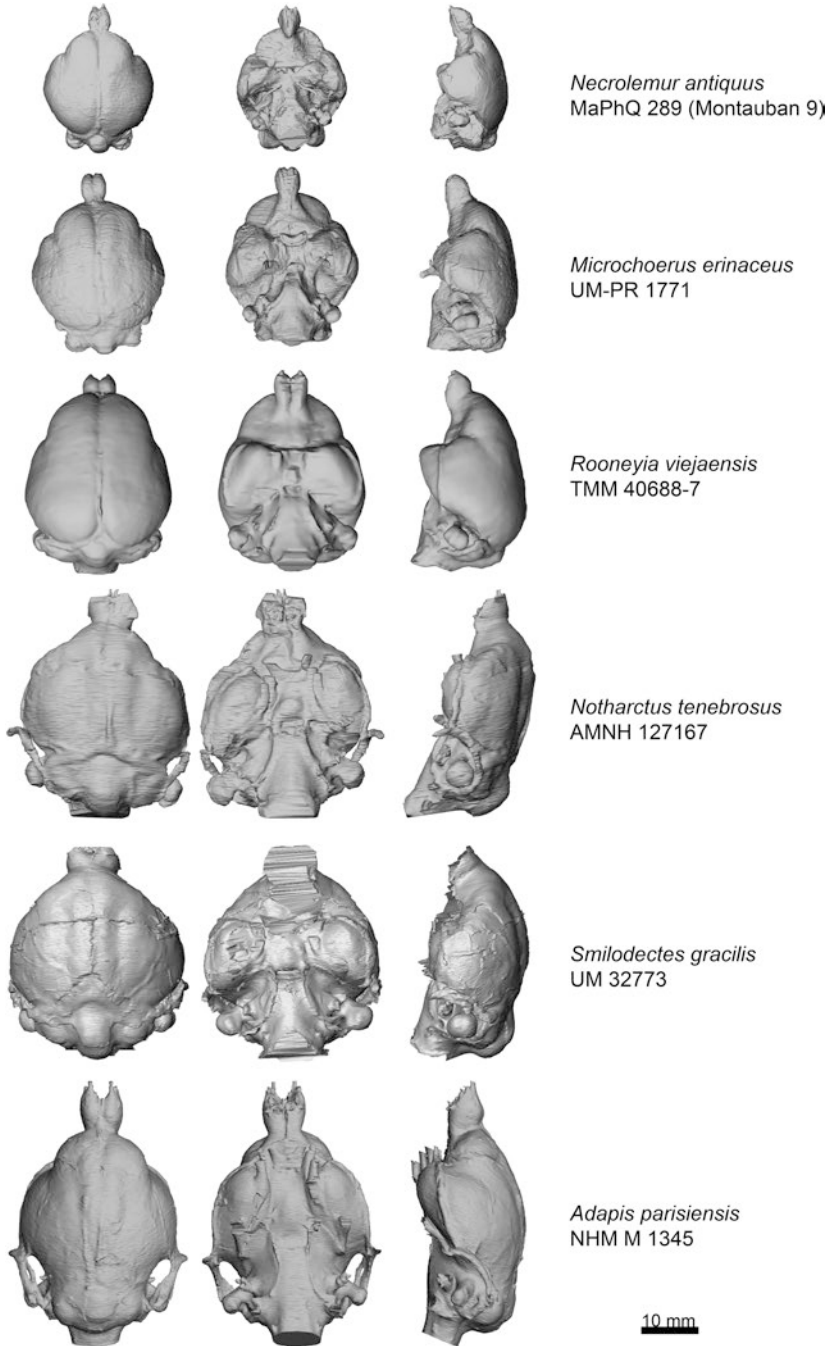 Necrolemur antiquus
MaPhQ 289 (Montauban 9)
Microchoerus erinaceus
UM-PR 1771
Rooneyia viejaensis
TMM 40688-7
Notharctus tenebrosus
AMNH 127167
Smilodectes gracilis
UM 32773
Adapis parisiensis
NHM M 1345
10 mm